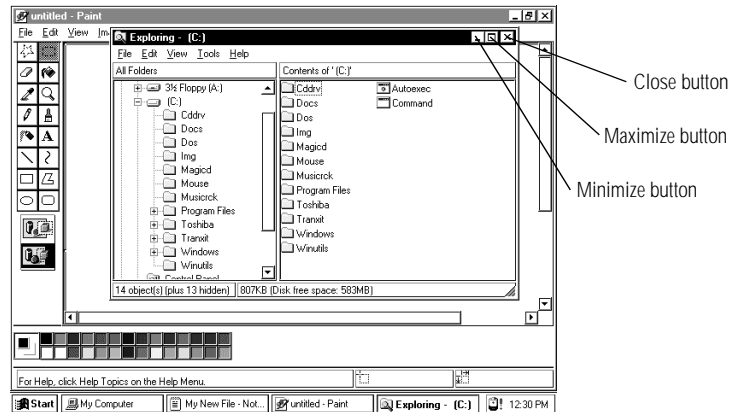 untitled - Paint
File Edit View Im
Exploring - (C:)
File Edit View Tools Help
All Folders
Contents of ' (C:)'
3½ Floppy (A:)
(C:)
Cddrv
Docs
Dos
Img
Magicd
Mouse
Musicrck
Program Files
Toshiba
Tranxit
Windows
Winutils
Control Panel
Cddrv
Docs
Dos
Img
Magicd
Mouse
Musicrck
Program Files
Toshiba
Tranxit
Windows
Winutils
Autoexec
Command
14 object(s) (plus 13 hidden) 807KB (Disk free space: 583MB)
A
For Help, click Help Topics on the Help Menu.
Start My Computer My New File - Not... untitled - Paint Exploring - (C:) 12:30 PM
Close button
Maximize button
Minimize button